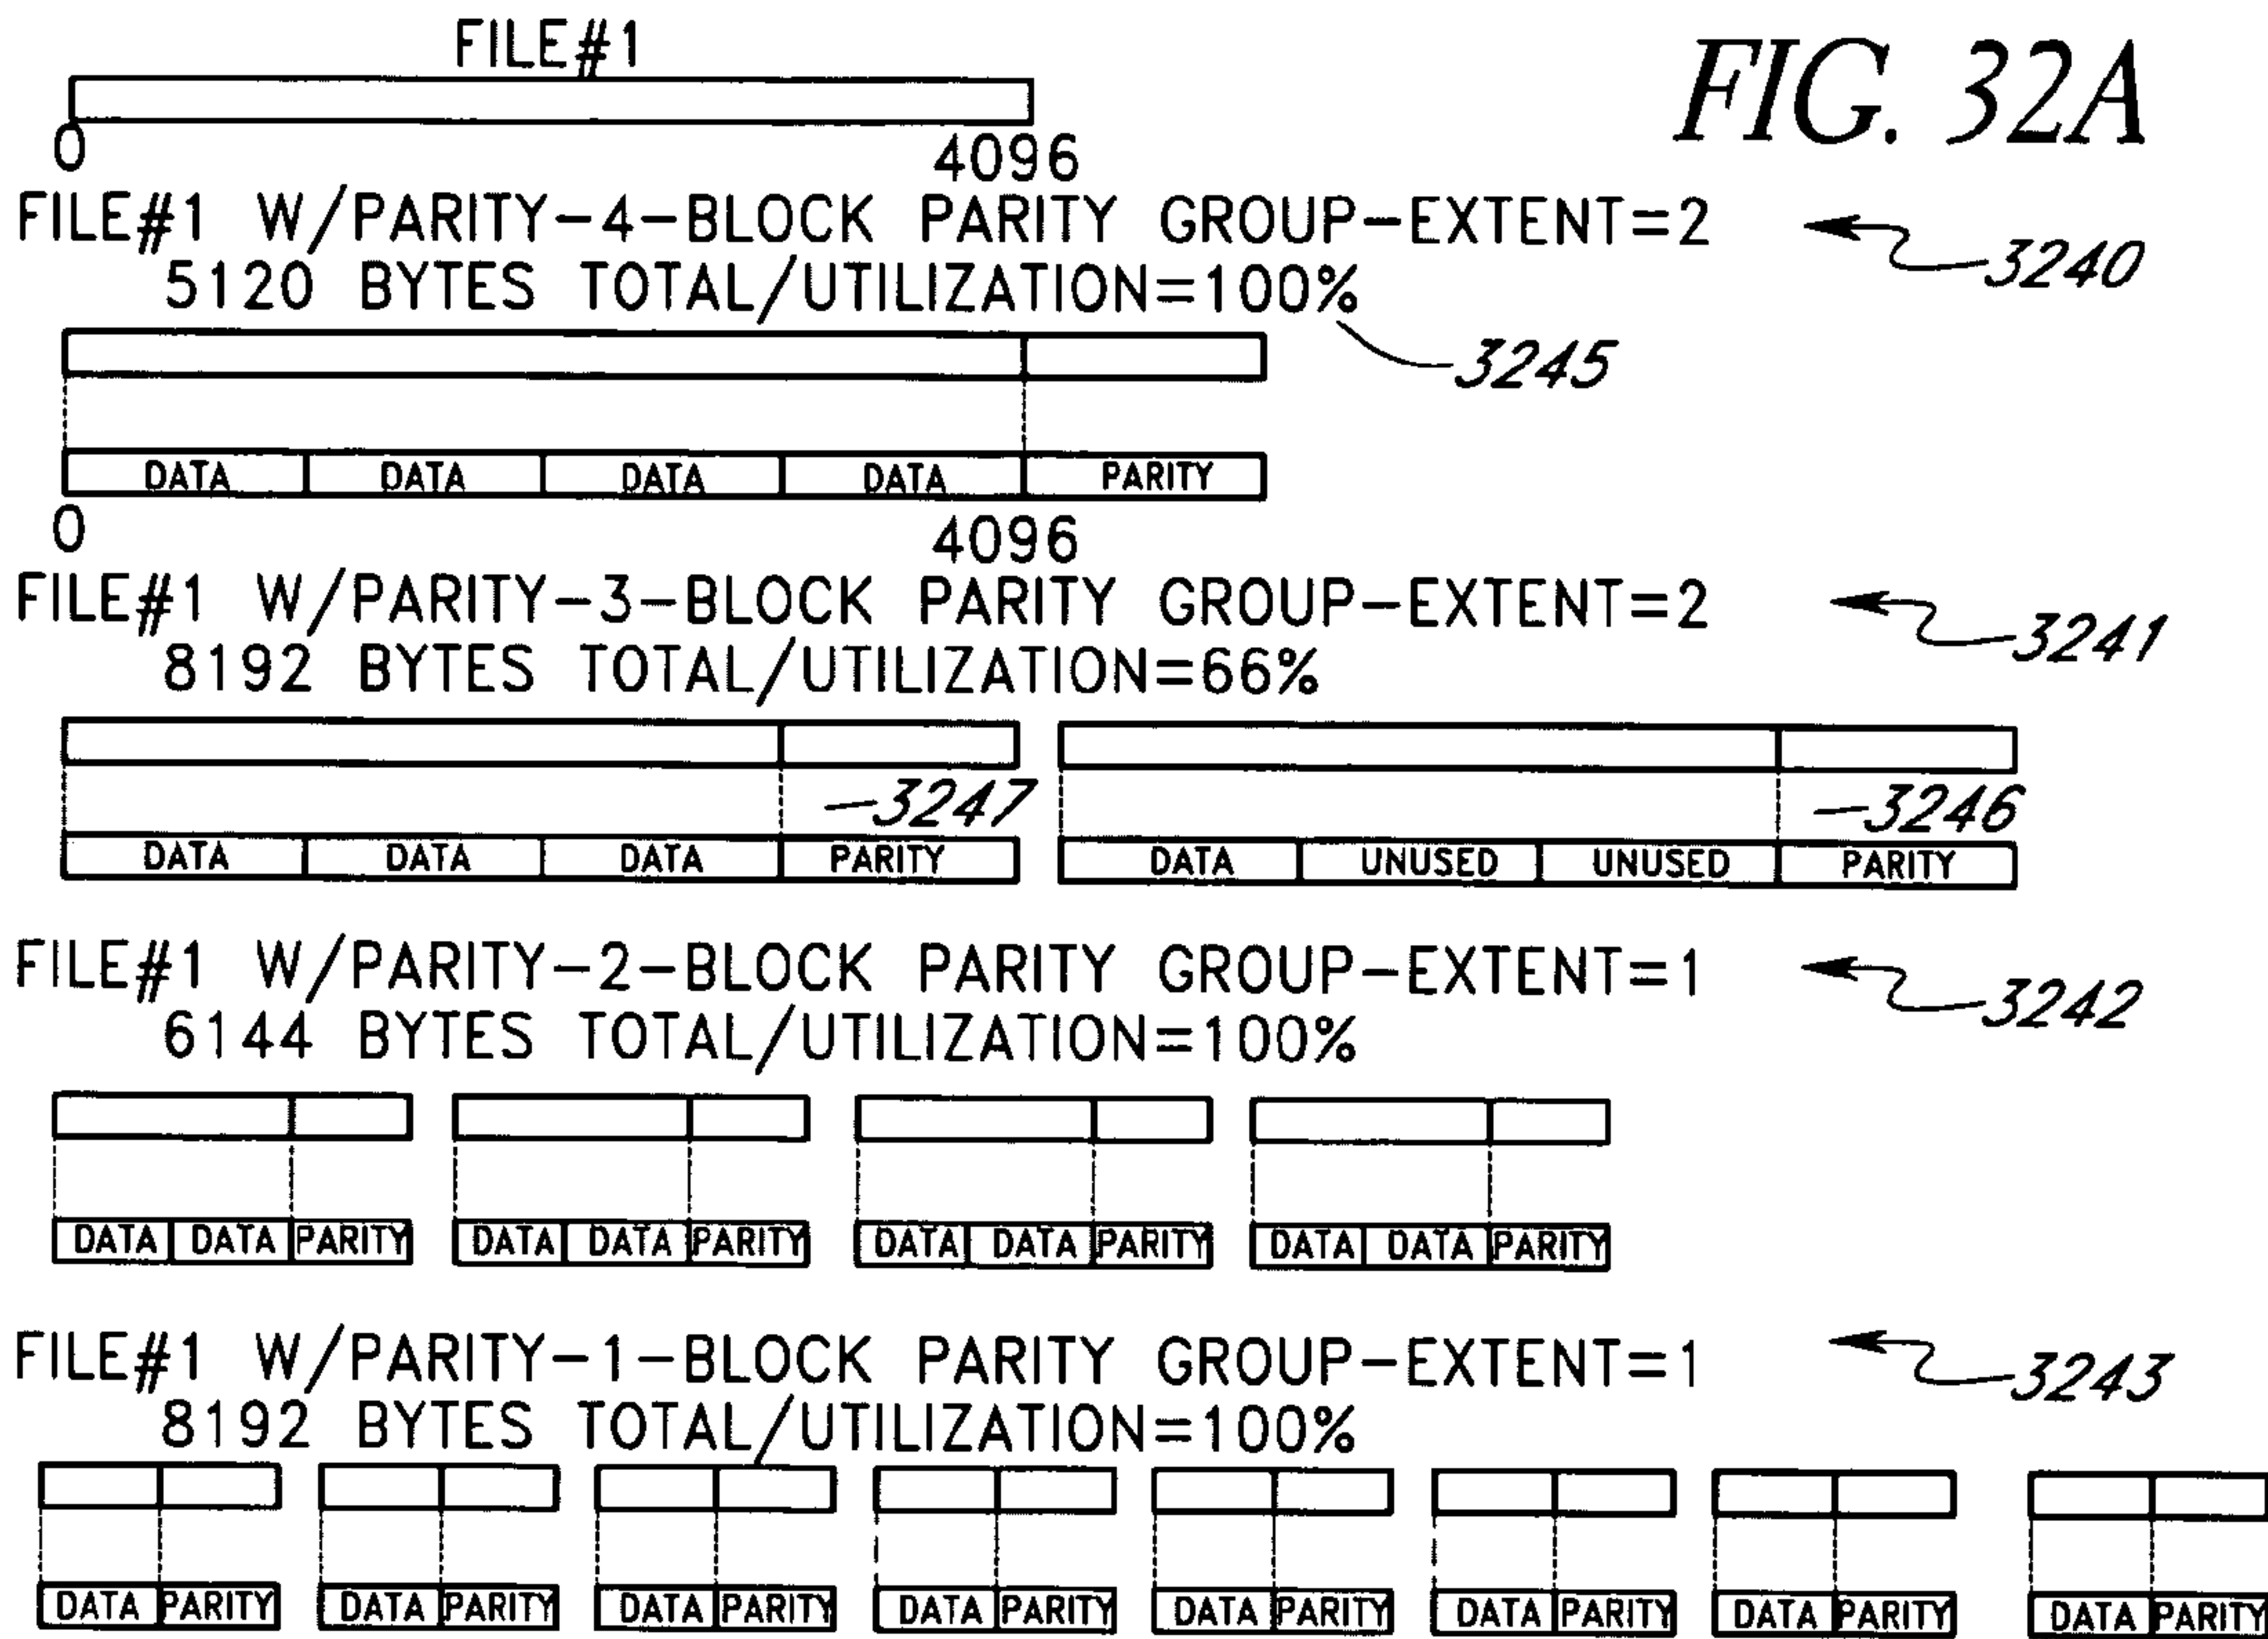 FILE#1
FIG. 32A
0 4096
FILE#1 W/PARITY-4-BLOCK PARITY GROUP-EXTENT=2
3240
5120 BYTES TOTAL/UTILIZATION=100%
3245
DATA DATA DATA DATA PARITY
0 4096
FILE#1 W/PARITY-3-BLOCK PARITY GROUP-EXTENT=2
3241
8192 BYTES TOTAL/UTILIZATION=66%
3247 3246
DATA DATA DATA PARITY DATA UNUSED UNUSED PARITY
FILE#1 W/PARITY-2-BLOCK PARITY GROUP-EXTENT=1
3242
6144 BYTES TOTAL/UTILIZATION=100%
DATA DATA PARITY DATA DATA PARITY DATA DATA PARITY DATA DATA PARITY
FILE#1 W/PARITY-1-BLOCK PARITY GROUP-EXTENT=1
3243
8192 BYTES TOTAL/UTILIZATION=100%
DATA PARITY DATA PARITY DATA PARITY DATA PARITY DATA PARITY DATA PARITY DATA PARITY DATA PARITY